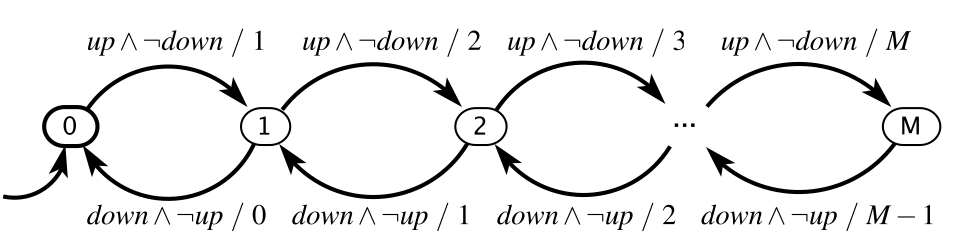 up ∧ ¬down / 1 up ∧ ¬down / 2 up ∧ ¬down / 3 up ∧ ¬down / M
0 1 2 ... M
down ∧ ¬up / 0 down ∧ ¬up / 1 down ∧ ¬up / 2 down ∧ ¬up / M − 1